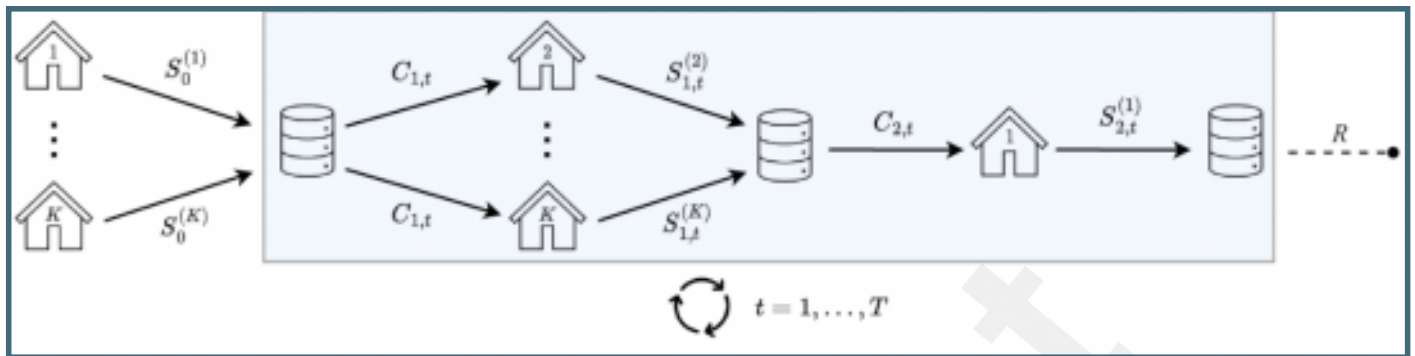 1
S_0^{(1)}
⋮
K
S_0^{(K)}
C_{1,t}
C_{1,t}
2
⋮
K
S_{1,t}^{(2)}
S_{1,t}^{(K)}
C_{2,t}
1
S_{2,t}^{(1)}
R
t = 1, ..., T